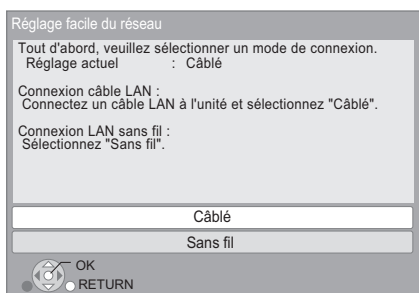 Réglage facile du réseau
Tout d'abord, veuillez sélectionner un mode de connexion.
Réglage actuel : Câblé
Connexion câble LAN :
Connectez un câble LAN à l'unité et sélectionnez "Câblé".
Connexion LAN sans fil :
Sélectionnez "Sans fil".
Câblé
Sans fil
OK
RETURN